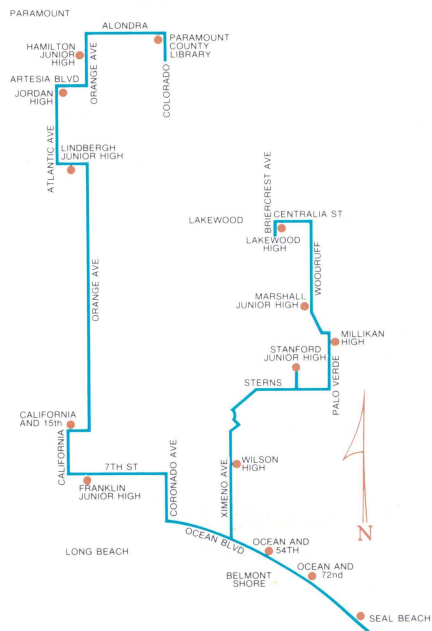 PARAMOUNT
ALONDRA
PARAMOUNT
COUNTY
LIBRARY
HAMILTON
JUNIOR
HIGH
ORANGE AVE
COLORADO
ARTESIA BLVD
JORDAN
HIGH
ATLANTIC AVE
LINDBERGH
JUNIOR HIGH
BRIERCREST AVE
LAKEWOOD
CENTRALIA ST.
LAKEWOOD
HIGH
WOODRUFF
ORANGE AVE
MARSHALL
JUNIOR HIGH
MILLIKAN
HIGH
STANFORD
JUNIOR HIGH
STERNS
PALO VERDE
CALIFORNIA
AND 15th
CALIFORNIA
7TH ST
CORONADO AVE
XIMENO AVE
WILSON
HIGH
FRANKLIN
JUNIOR HIGH
N
OCEAN BLVD
OCEAN AND
54TH
LONG BEACH
BELMONT
SHORE
OCEAN AND
72nd
SEAL BEACH